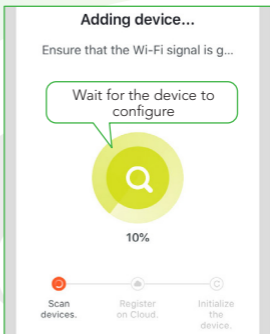 Adding device...
Ensure that the Wi-Fi signal is g...
Wait for the device to
configure
10%
Scan
devices.
Register
on Cloud.
Initialize
the
device.